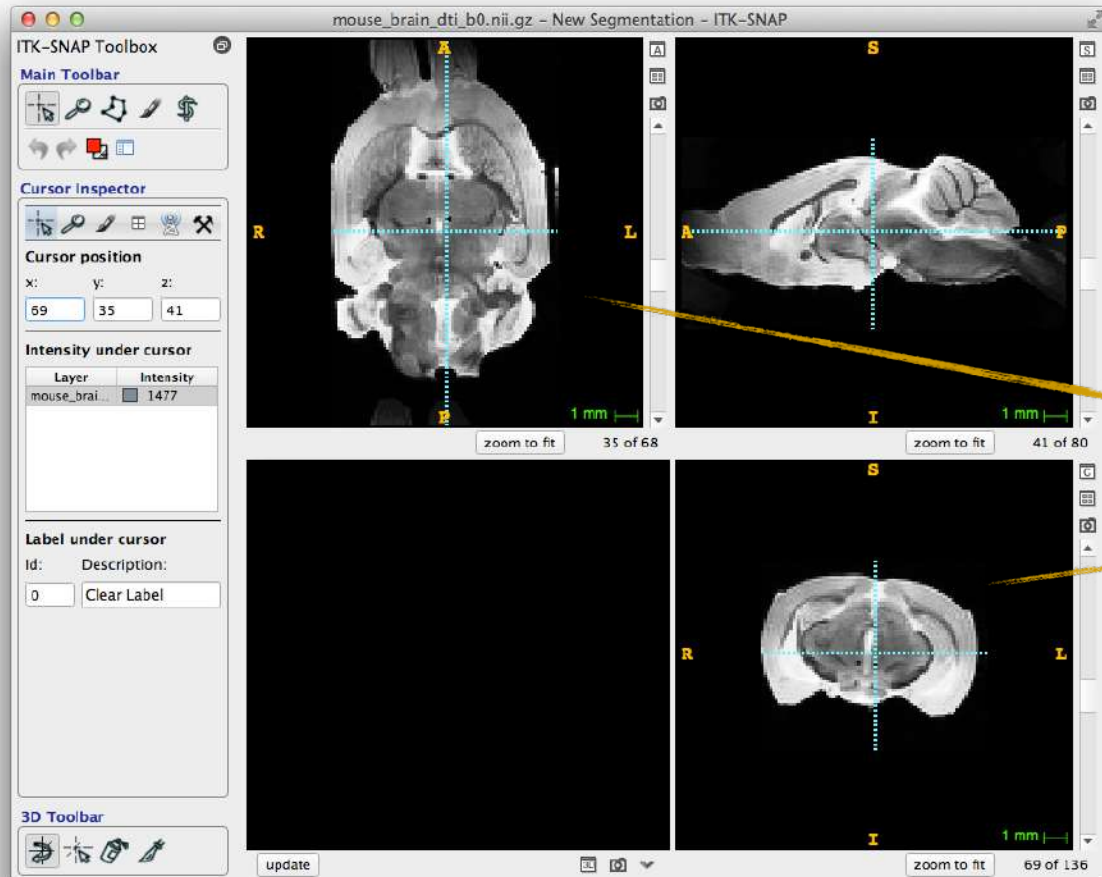 mouse_brain_dti_b0.nii.gz - New Segmentation - ITK-SNAP
ITK-SNAP Toolbox
Main Toolbar
Cursor Inspector
Cursor position
x: y: z:
69 35 41
Intensity under cursor
Layer Intensity
mouse_brai... 1477
Label under cursor
Id: Description:
0 Clear Label
3D Toolbar
A
R L
P
1 mm
A
zoom to fit 35 of 68
S
A P
I
1 mm
S
zoom to fit 41 of 80
update
S
R L
I
1 mm
C
zoom to fit 69 of 136